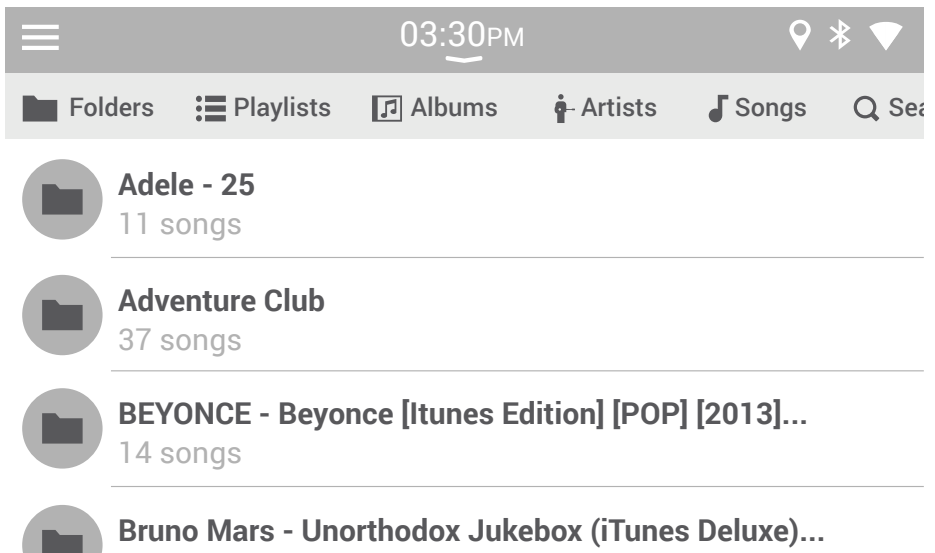 03:30PM
Folders Playlists Albums Artists Songs Sea
Adele - 25
11 songs
Adventure Club
37 songs
BEYONCE - Beyonce [Itunes Edition] [POP] [2013]...
14 songs
Bruno Mars - Unorthodox Jukebox (iTunes Deluxe)...